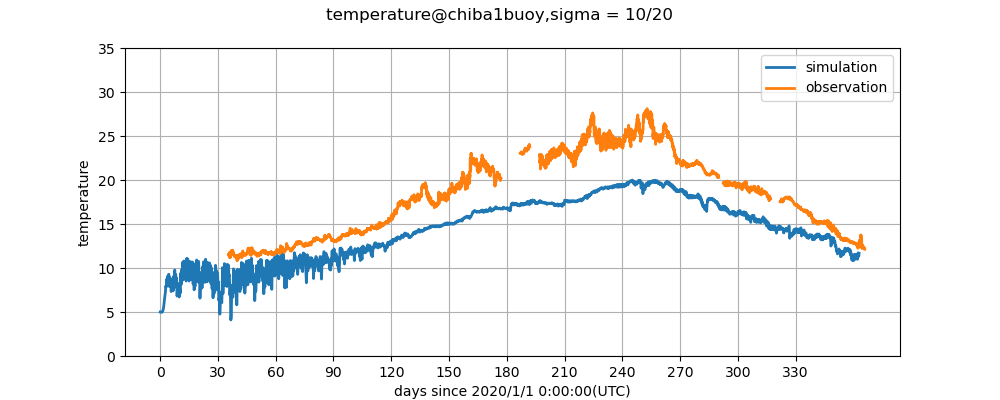 temperature@chiba1buoy,sigma = 10/20
35
30
25
20
15
10
5
0
temperature
simulation
observation
0 30 60 90 120 150 180 210 240 270 300 330
days since 2020/1/1 0:00:00(UTC)